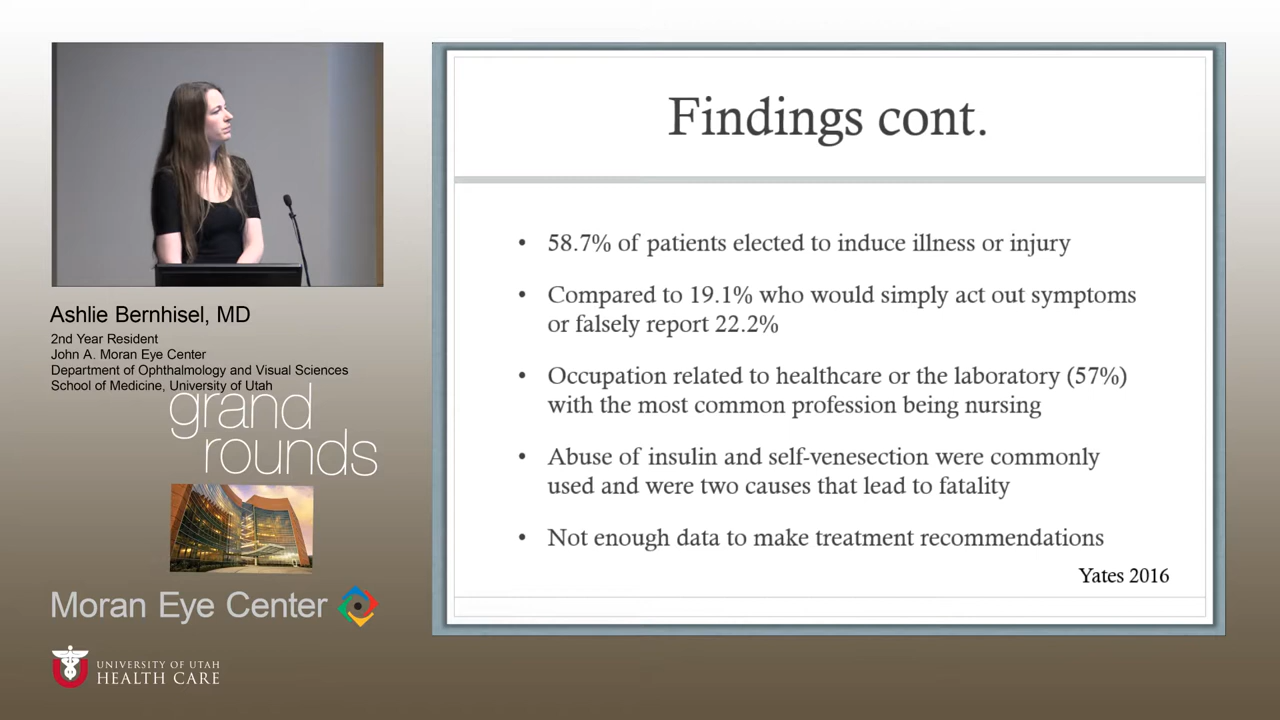 Findings cont.
• 58.7% of patients elected to induce illness or injury
• Compared to 19.1% who would simply act out symptoms
or falsely report 22.2%
• Occupation related to healthcare or the laboratory (57%)
with the most common profession being nursing
• Abuse of insulin and self-venesection were commonly
used and were two causes that lead to fatality
• Not enough data to make treatment recommendations
Yates 2016
Ashlie Bernhisel, MD
2nd Year Resident
John A. Moran Eye Center
Department of Ophthalmology and Visual Sciences
School of Medicine, University of Utah
grand
rounds
Moran Eye Center
UNIVERSITY OF UTAH
HEALTH CARE